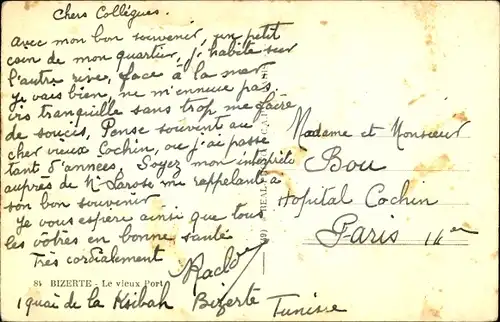 Chers Collègues.
Avec mon bon souvenir, un petit
coin de mon quartier, j'habite sur
l'autre rive, face à la mer
Je vais bien, ne m'ennuie pas.
vis tranquille sans trop me faire
de soucis, Pense souvent au
cher vieux Cochin, où j'ai passé
tant d'années, Soyez mon interprète
auprès de Mr Larose me rappelant à
son bon souvenir
Je vous espère ainsi que tous
les vôtres en bonne santé
Très cordialement
84 BIZERTE - Le vieux Port
1 quai de la Ksibah Bizerte Tunisie
Madame et Monsieur
Bou
Hopital Cochin
Paris 14er